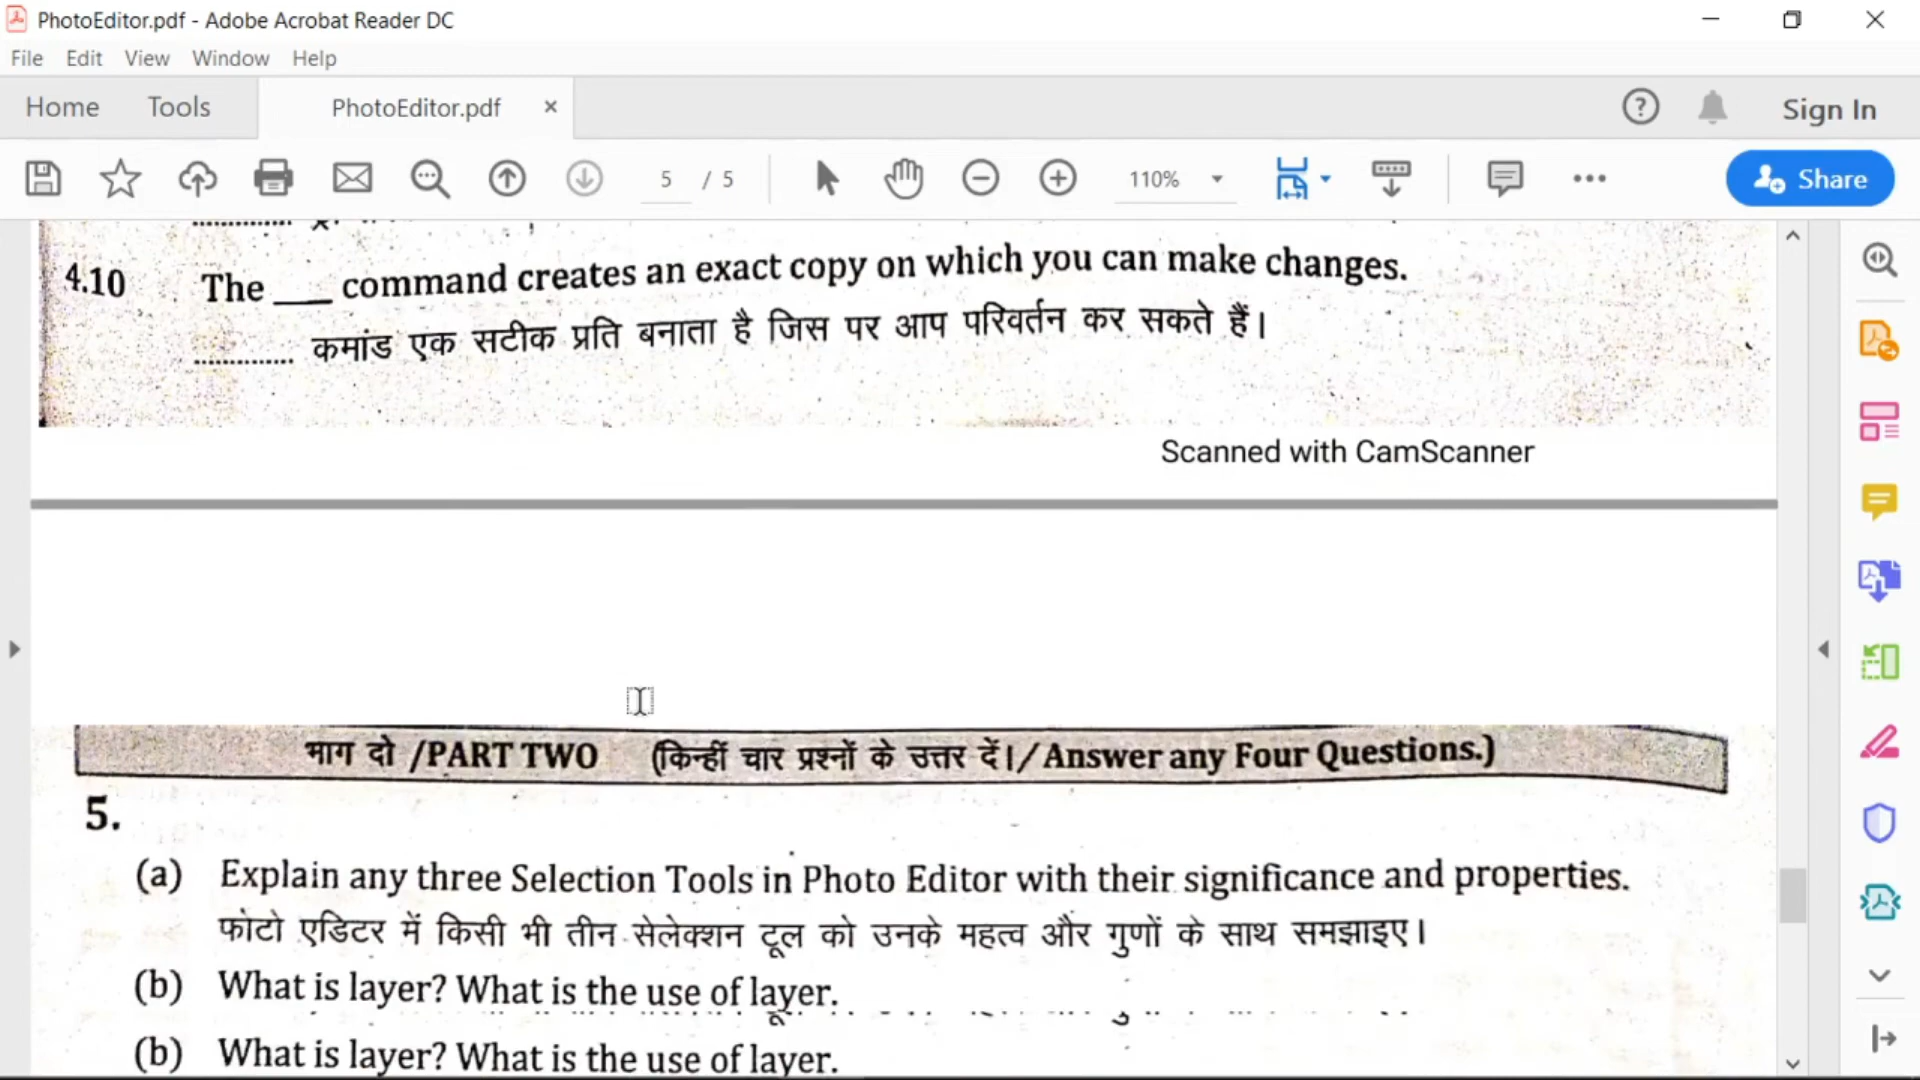 PhotoEditor.pdf - Adobe Acrobat Reader DC
File Edit View Window Help
Home Tools PhotoEditor.pdf × Sign In
5 / 5 110% Share
4.10 The ___ command creates an exact copy on which you can make changes.
............. कमांड एक सटीक प्रति बनाता है जिस पर आप परिवर्तन कर सकते हैं।
Scanned with CamScanner
भाग दो /PART TWO (किन्हीं चार प्रश्नों के उत्तर दें।/Answer any Four Questions.)
5.
(a) Explain any three Selection Tools in Photo Editor with their significance and properties.
फोटो एडिटर में किसी भी तीन सेलेक्शन टूल को उनके महत्व और गुणों के साथ समझाइए।
(b) What is layer? What is the use of layer.
(b) What is layer? What is the use of layer.